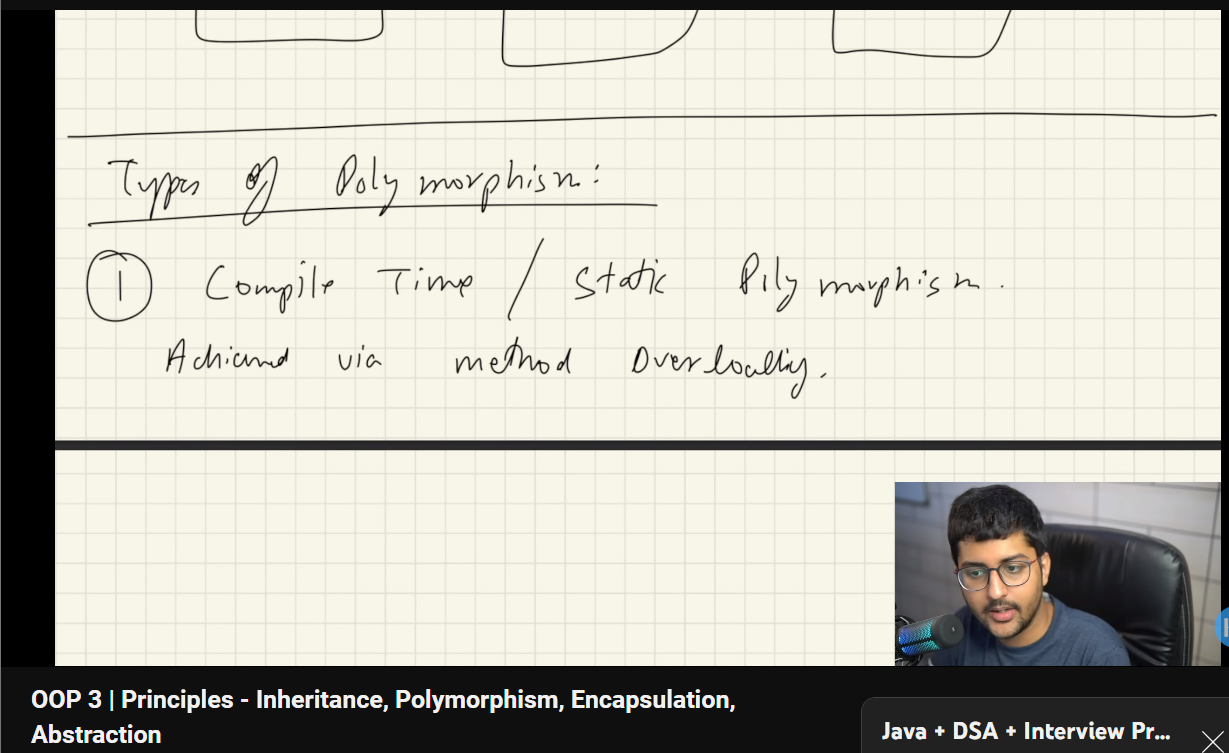 Types of Polymorphism:
1 Compile Time / Static Polymorphism.
Achieved via method Overloading.
OOP 3 | Principles - Inheritance, Polymorphism, Encapsulation,
Abstraction
Java + DSA + Interview Pr...